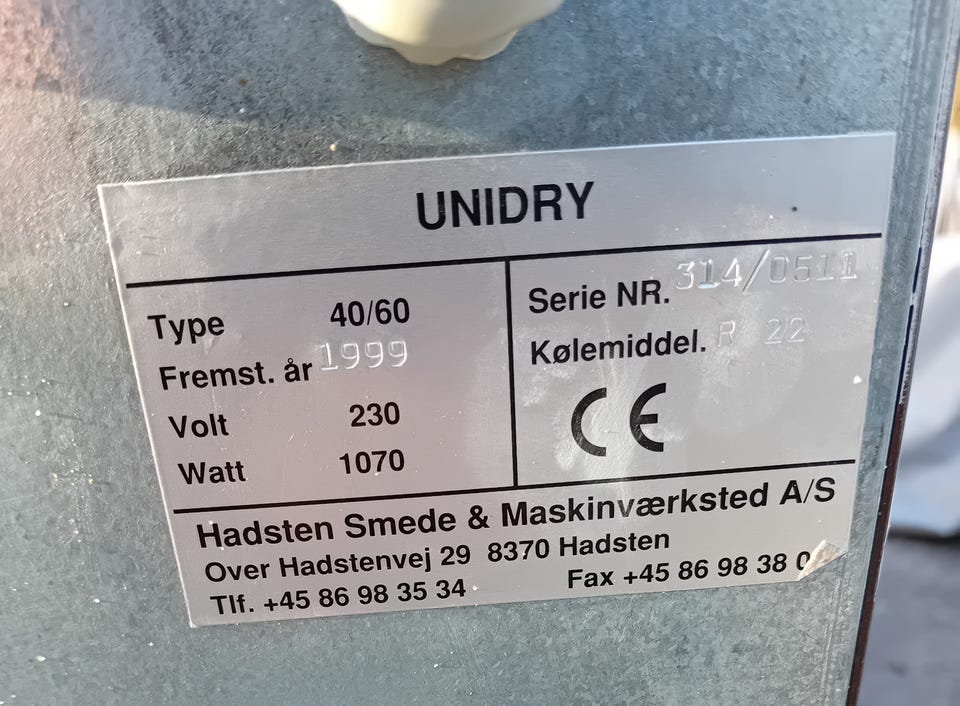 UNIDRY
Type 40/60
Fremst. år 1999
Volt 230
Watt 1070
Serie NR. 314/0511
Kølemiddel. R 22
CE
Hadsten Smede & Maskinværksted A/S
Over Hadstenvej 29 8370 Hadsten
Tlf. +45 86 98 35 34 Fax +45 86 98 38